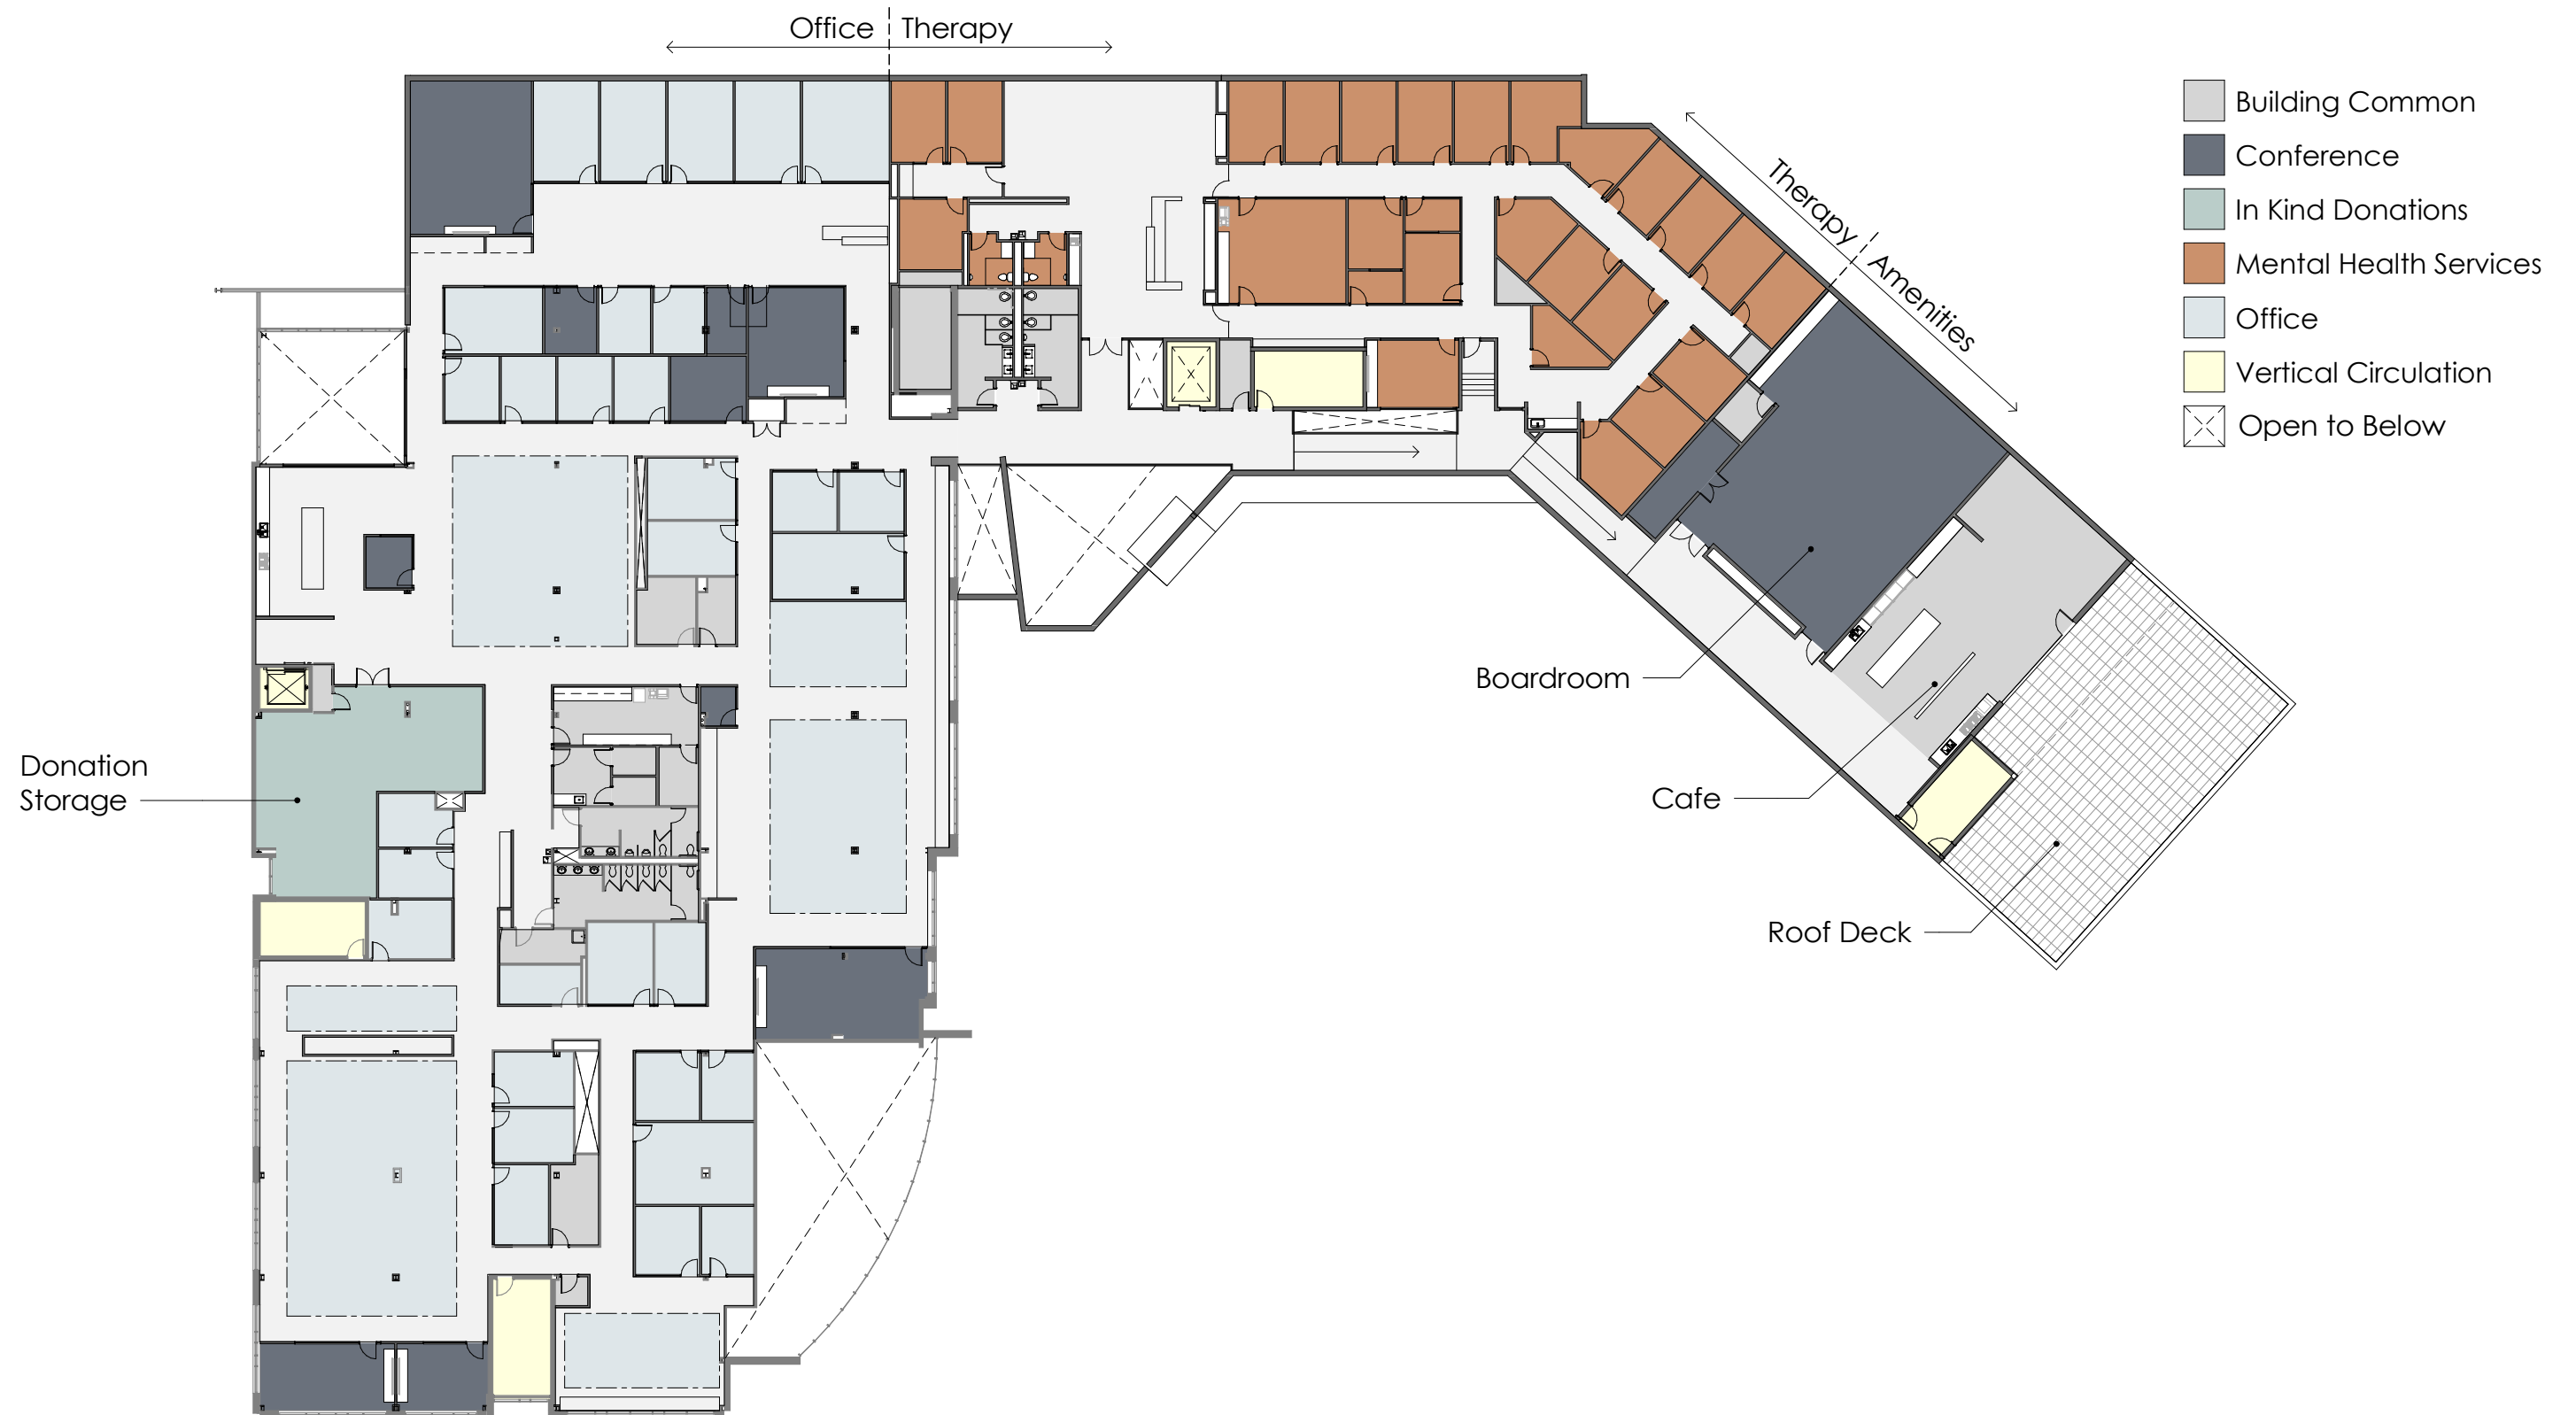 Office Therapy
Building Common
Conference
In Kind Donations
Mental Health Services
Office
Vertical Circulation
Open to Below
Therapy Amenities
Boardroom
Donation
Storage
Cafe
Roof Deck